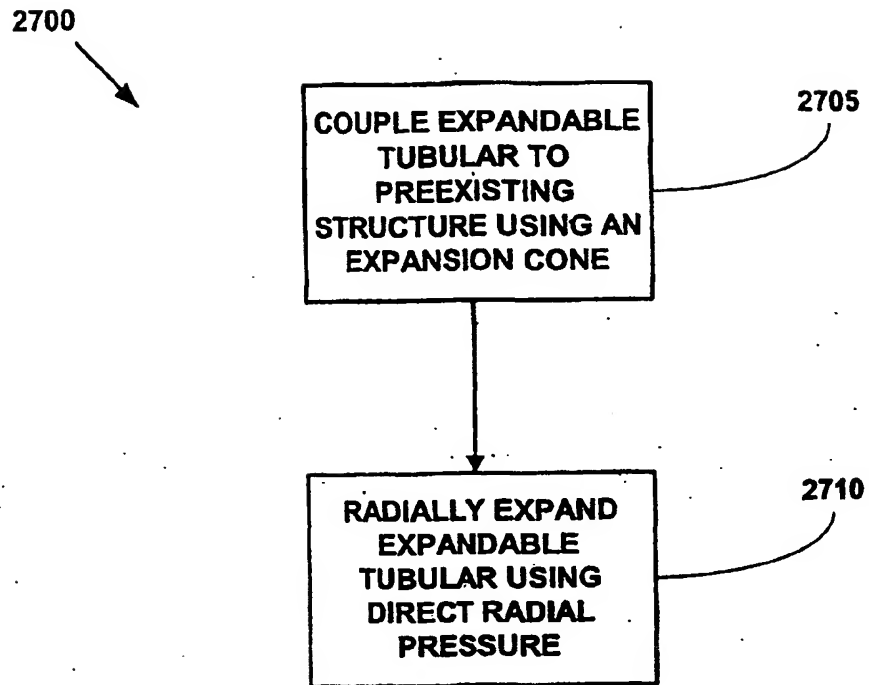 2700
2705
COUPLE EXPANDABLE
TUBULAR TO
PREEXISTING
STRUCTURE USING AN
EXPANSION CONE
2710
RADIALLY EXPAND
EXPANDABLE
TUBULAR USING
DIRECT RADIAL
PRESSURE